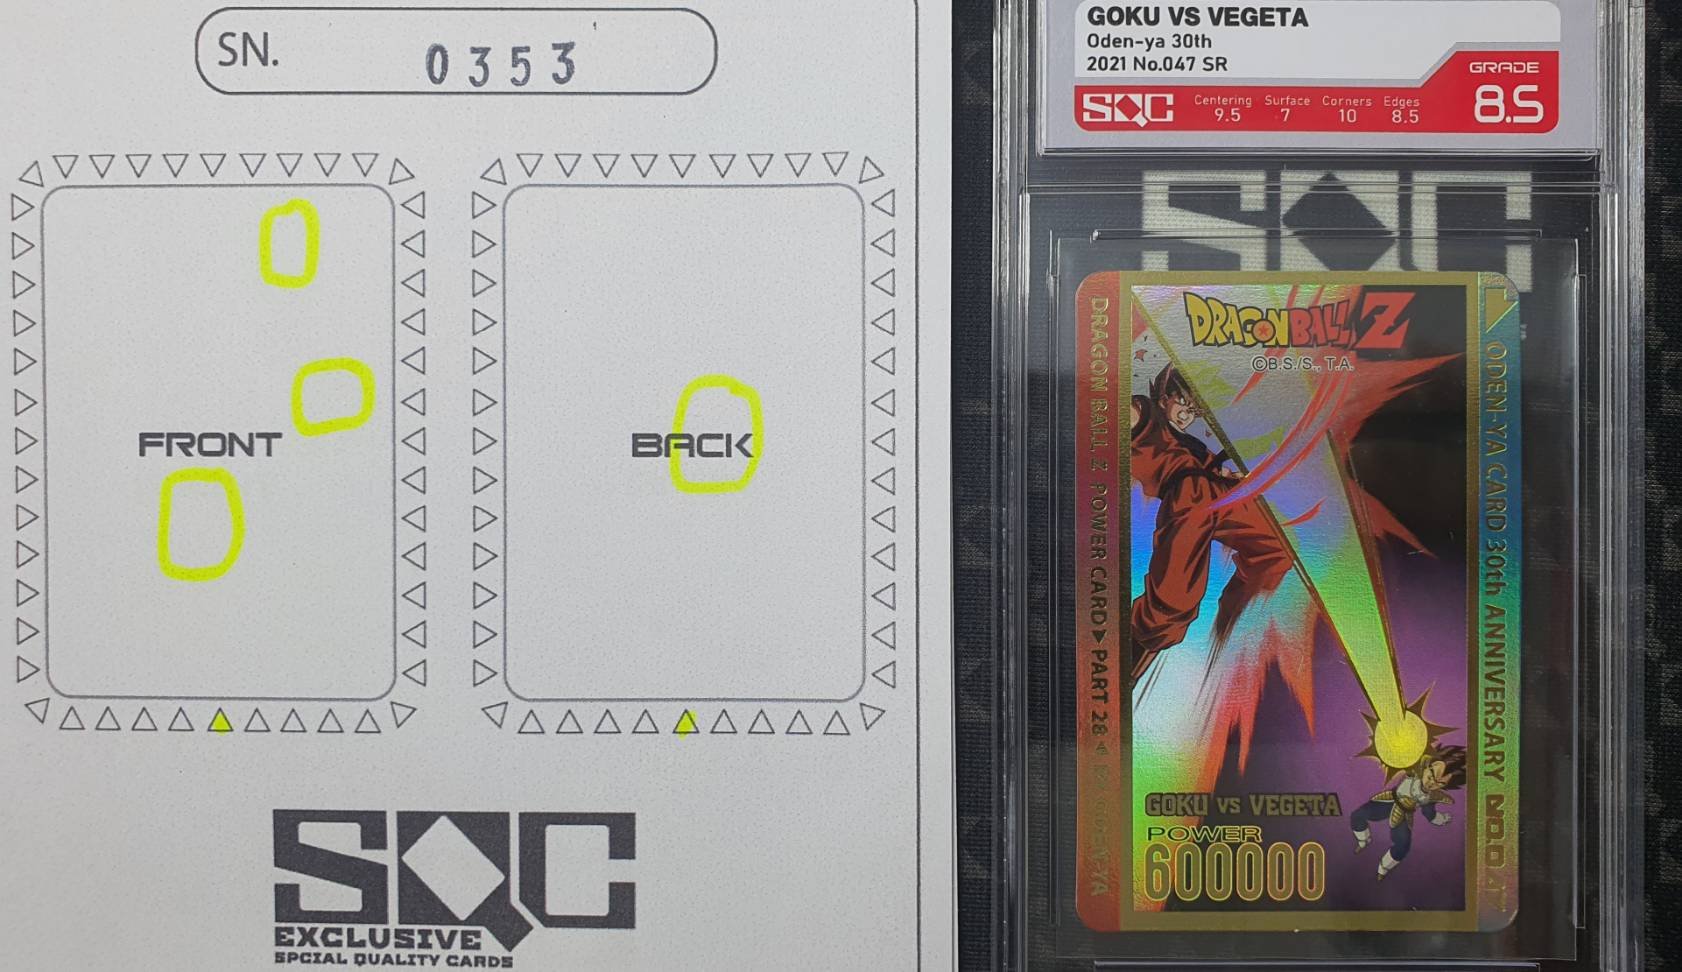 SN. 0353
FRONT
BACK
SQC
EXCLUSIVE
SPCIAL QUALITY CARDS
GOKU VS VEGETA
Oden-ya 30th
2021 No.047 SR
GRADE
8.5
SQC
Centering Surface Corners Edges
9.5 7 10 8.5
SQC
DRAGON BALL Z
©B.S./S., T.A.
DRAGON BALL Z POWER CARD▶ PART 28
ODEN-YA
ODEN-YA CARD 30th ANNIVERSARY
GOKU VS VEGETA
POWER
600000